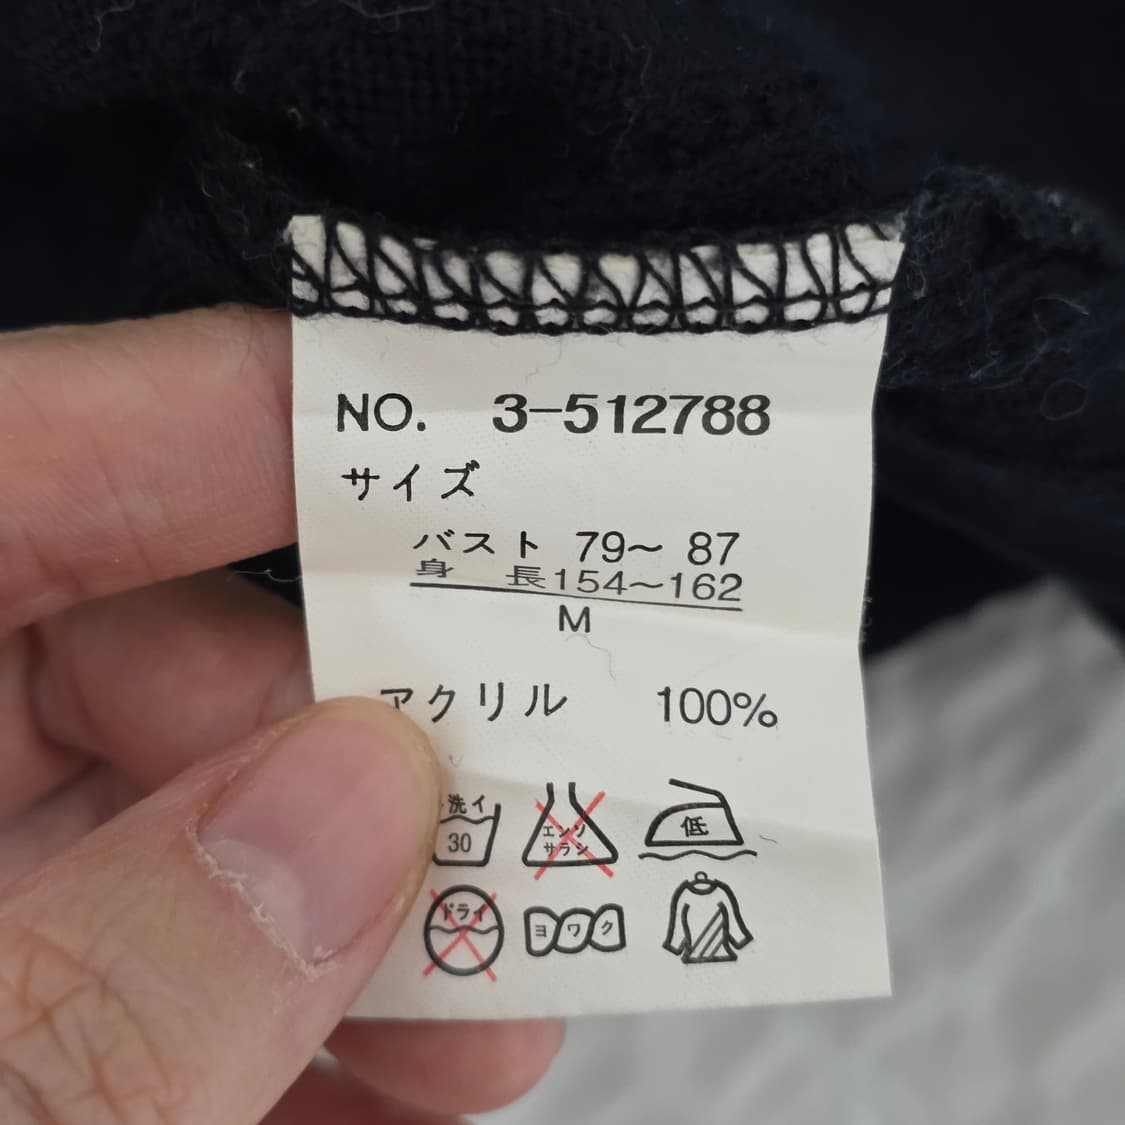 NO. 3-512788
サイズ
バスト 79～ 87
身 長154～162
M
アクリル 100%
洗イ
30
エンソ
サラシ
低
ドライ
ヨワク